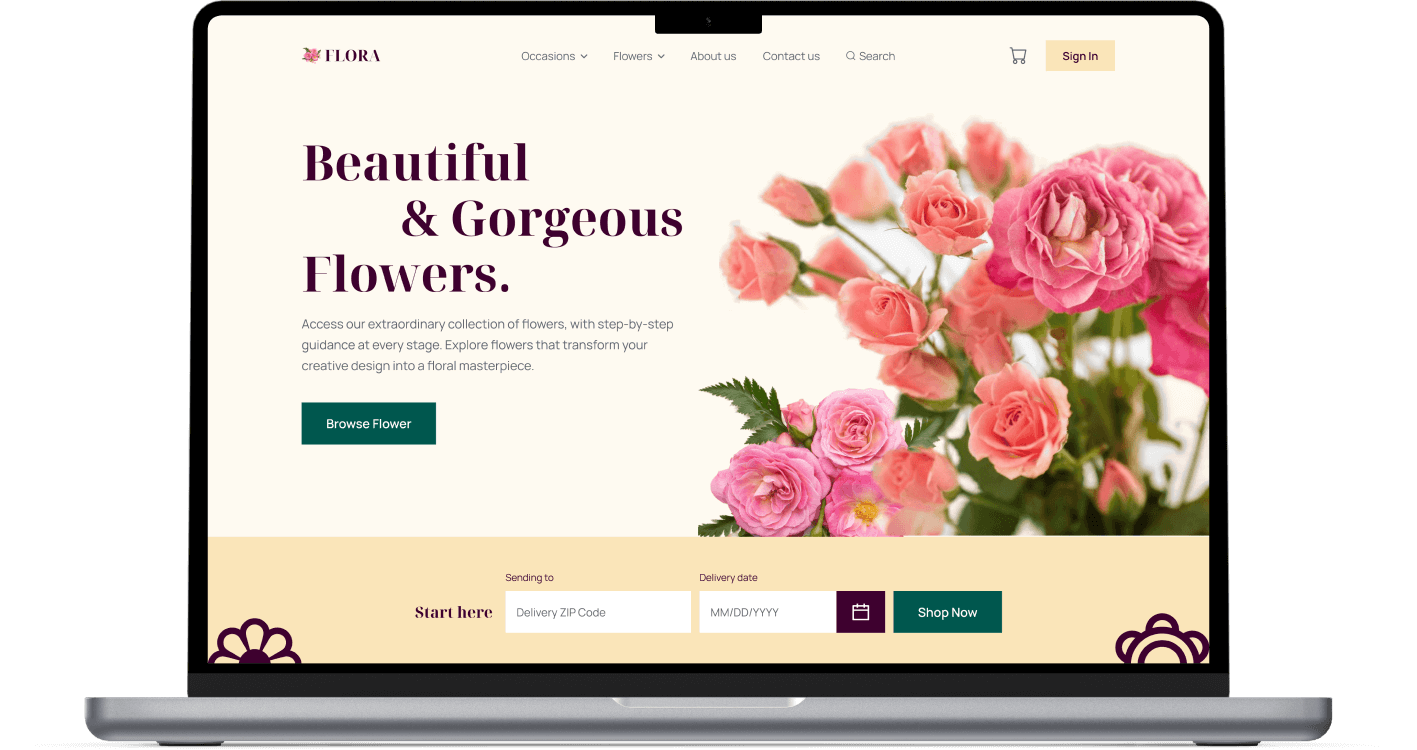 FLORA
Occasions
Flowers
About us
Contact us
Search
Sign In
Beautiful
& Gorgeous
Flowers.
Access our extraordinary collection of flowers, with step-by-step
guidance at every stage. Explore flowers that transform your
creative design into a floral masterpiece.
Browse Flower
Start here
Sending to
Delivery ZIP Code
Delivery date
MM/DD/YYYY
Shop Now